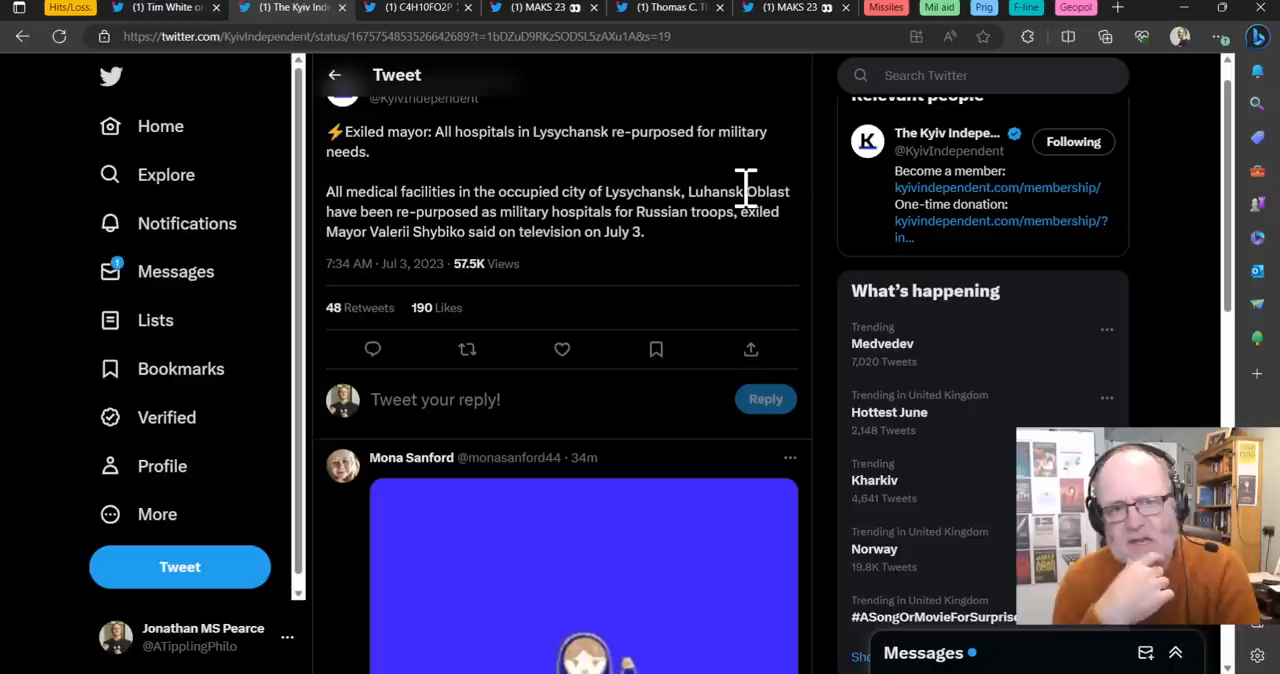 Hits/Loss.
(1) Tim White or
(1) The Kyiv Ind
(1) C4H10FO2P
(1) MAKS 23
(1) Thomas C. T
(1) MAKS 23
Missiles
Mil aid
Prig
F-line
Geopol
https://twitter.com/KyivIndependent/status/1675754853526642689?t=1bDZuD9RKzSODSL5zAXu1A&s=19
Home
Explore
Notifications
1
Messages
Lists
Bookmarks
Verified
Profile
More
Tweet
Jonathan MS Pearce
@ATipplingPhilo
Tweet
@KyivIndependent
⚡Exiled mayor: All hospitals in Lysychansk re-purposed for military
needs.
All medical facilities in the occupied city of Lysychansk, Luhansk Oblast
have been re-purposed as military hospitals for Russian troops, exiled
Mayor Valerii Shybiko said on television on July 3.
7:34 AM · Jul 3, 2023 · 57.5K Views
48 Retweets 190 Likes
Tweet your reply!
Reply
Mona Sanford @monasanford44 · 34m
Search Twitter
Relevant people
K
The Kyiv Indepe...
@KyivIndependent
Following
Become a member:
kyivindependent.com/membership/
One-time donation:
kyivindependent.com/membership/?
in...
What's happening
Trending
Medvedev
7,020 Tweets
Trending in United Kingdom
Hottest June
2,148 Tweets
Trending
Kharkiv
4,641 Tweets
Trending in United Kingdom
Norway
19.8K Tweets
Trending in United Kingdom
#ASongOrMovieForSurprise
Messages